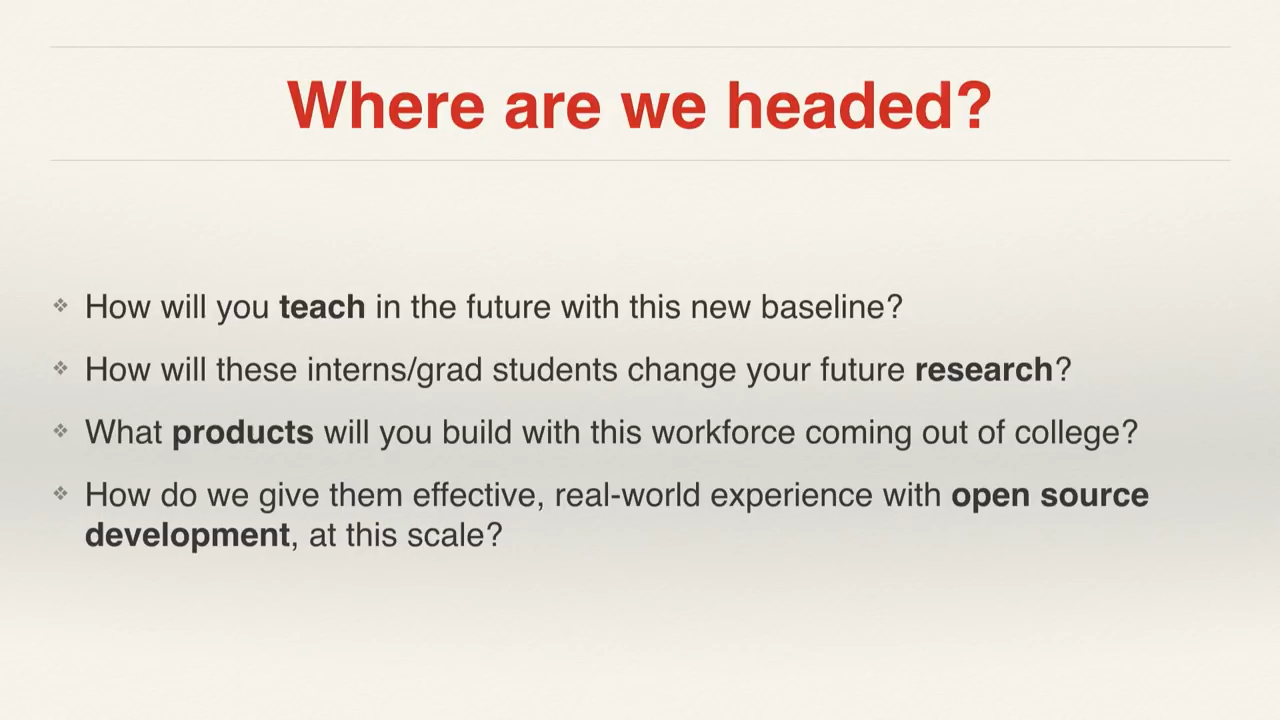 Where are we headed?
❖ How will you teach in the future with this new baseline?
❖ How will these interns/grad students change your future research?
❖ What products will you build with this workforce coming out of college?
❖ How do we give them effective, real-world experience with open source
development, at this scale?